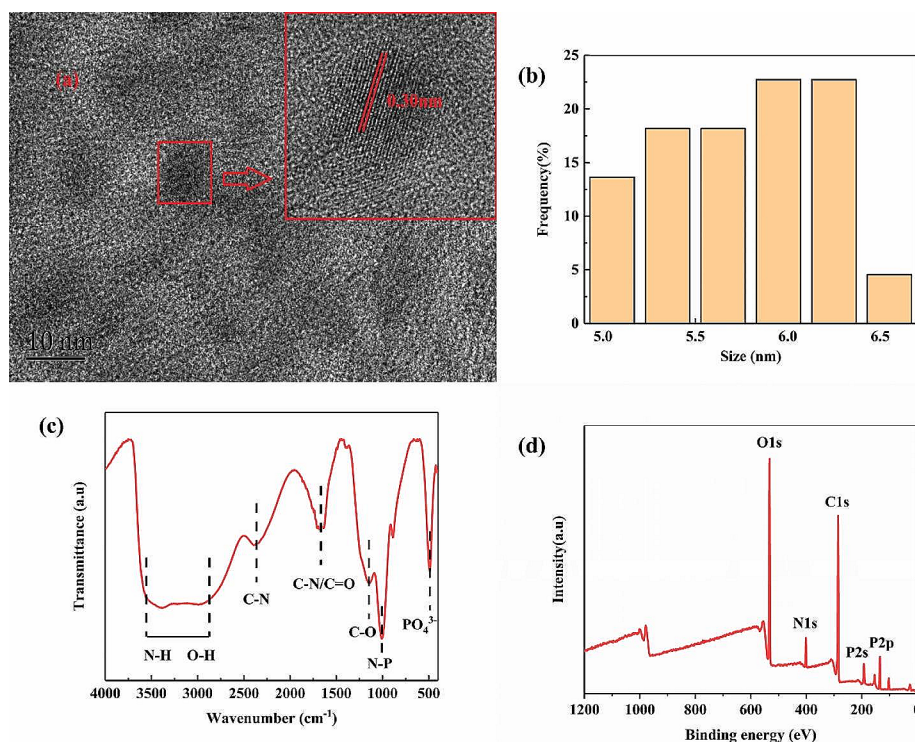 (a)
0.30nm
10 nm
(b)
Frequency(%)
25
20
15
10
5
0
5.0 5.5 6.0 6.5
Size (nm)
(c)
Transmittance (a.u)
N-H O-H
C-N
C-N/C=O
C-O
N-P
PO₄³⁻
4000 3500 3000 2500 2000 1500 1000 500
Wavenumber (cm⁻¹)
(d)
Intensity(a.u)
O1s
C1s
N1s
P2s P2p
1200 1000 800 600 400 200 0
Binding energy (eV)